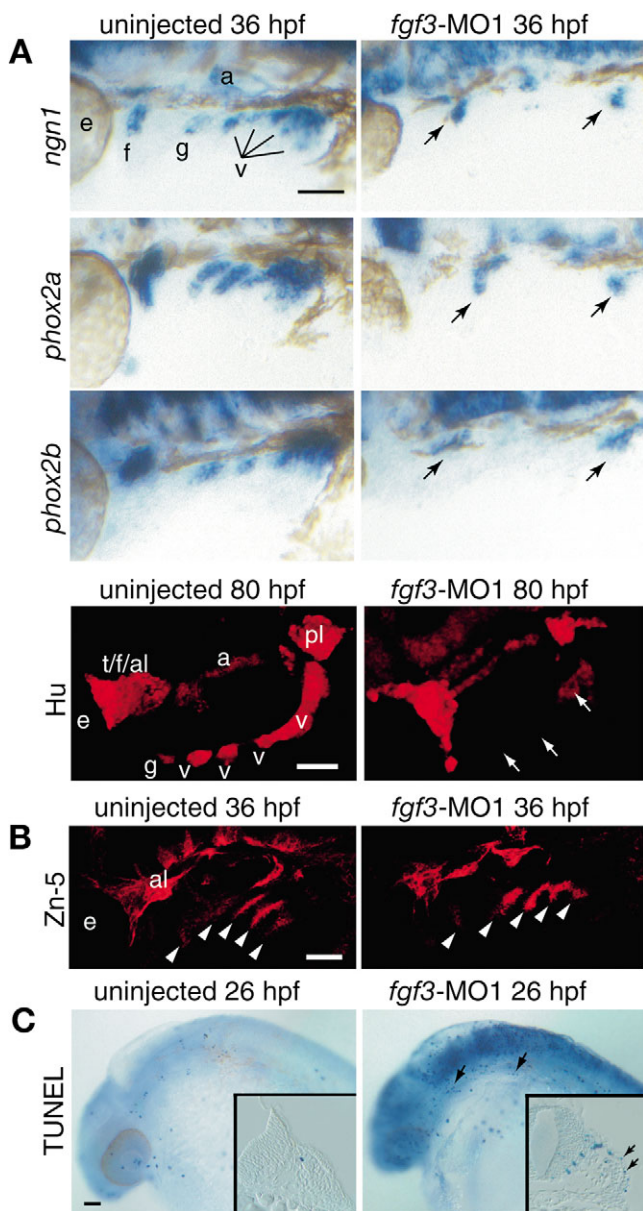 A
uninjected 36 hpf
fgf3-MO1 36 hpf
ngn1
e
f
g
a
v
phox2a
phox2b
uninjected 80 hpf
fgf3-MO1 80 hpf
Hu
t/f/al
a
pl
e
g
v
v
v
v
B
uninjected 36 hpf
fgf3-MO1 36 hpf
Zn-5
al
e
C
uninjected 26 hpf
fgf3-MO1 26 hpf
TUNEL